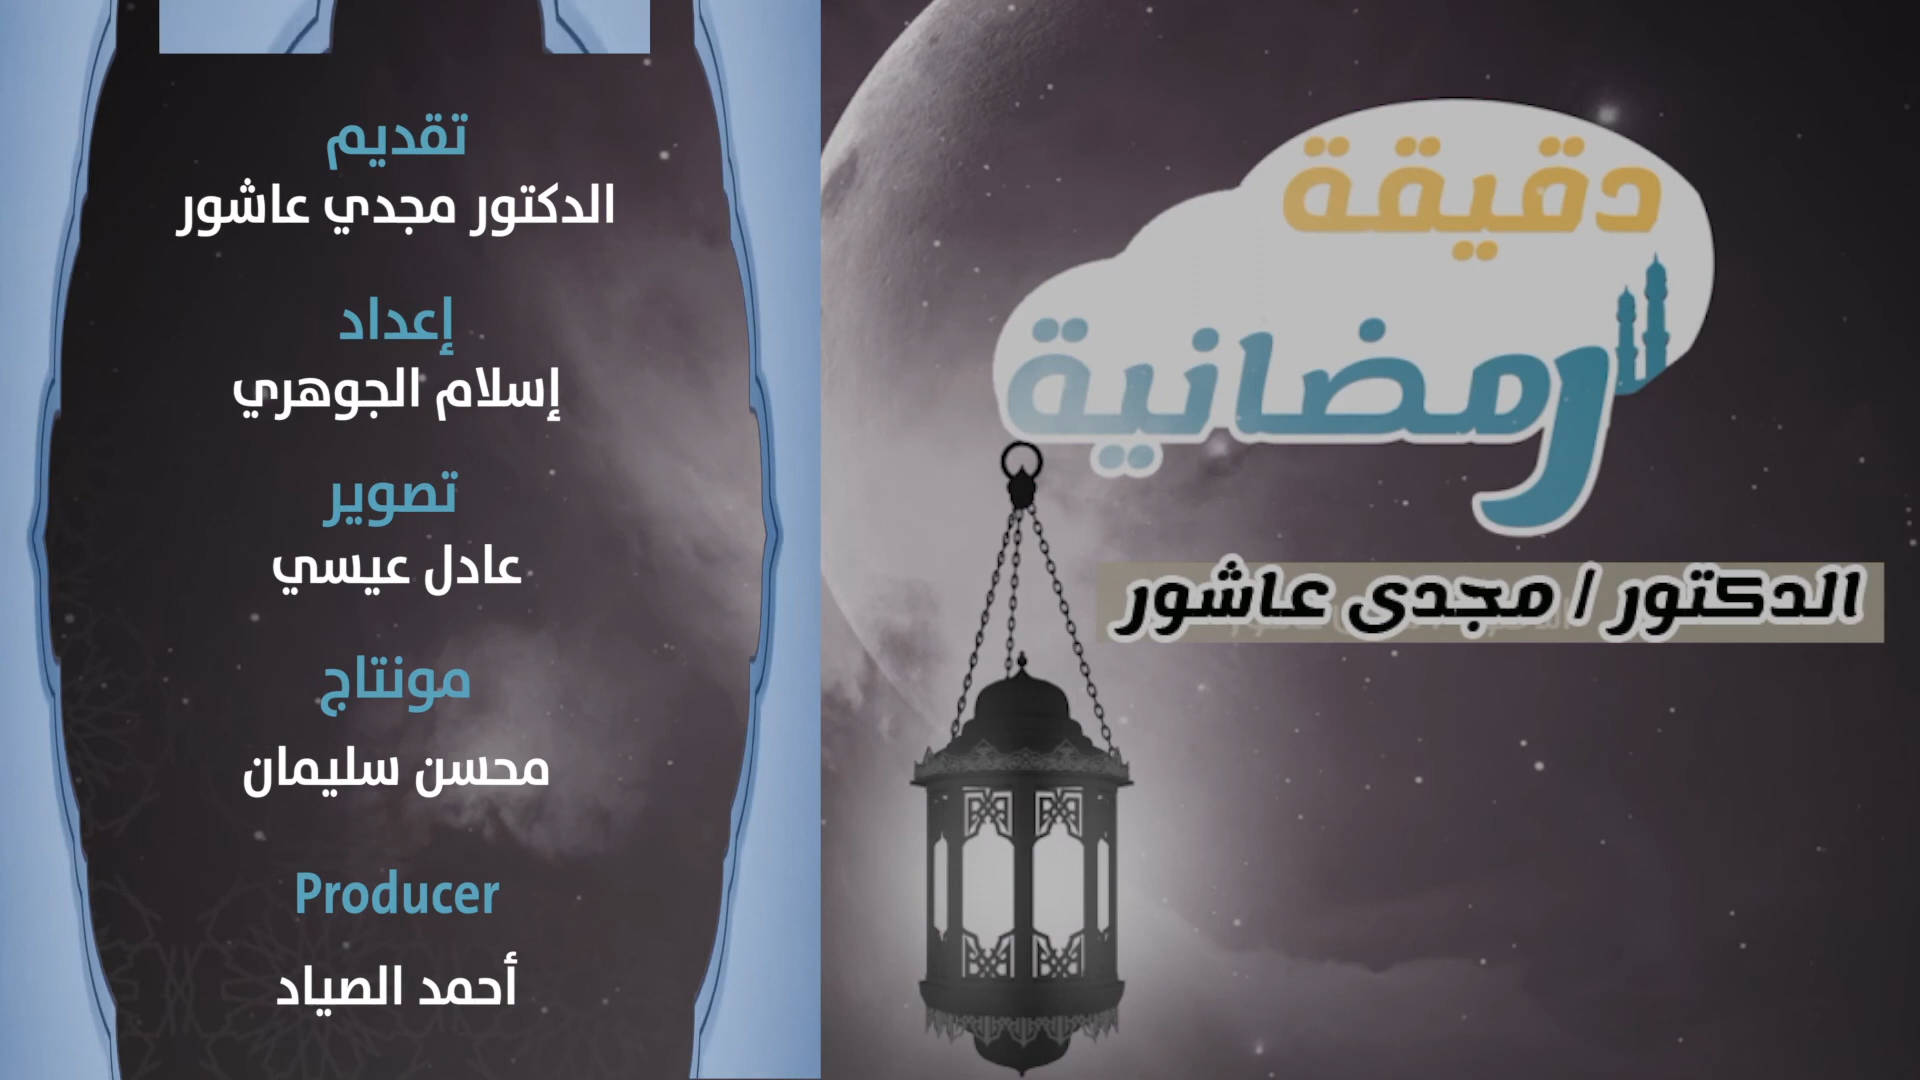 دقيقة
رمضانية
الدكتور / مجدى عاشور
تقديم
الدكتور مجدي عاشور
إعداد
إسلام الجوهري
تصوير
عادل عيسي
مونتاج
محسن سليمان
Producer
أحمد الصياد